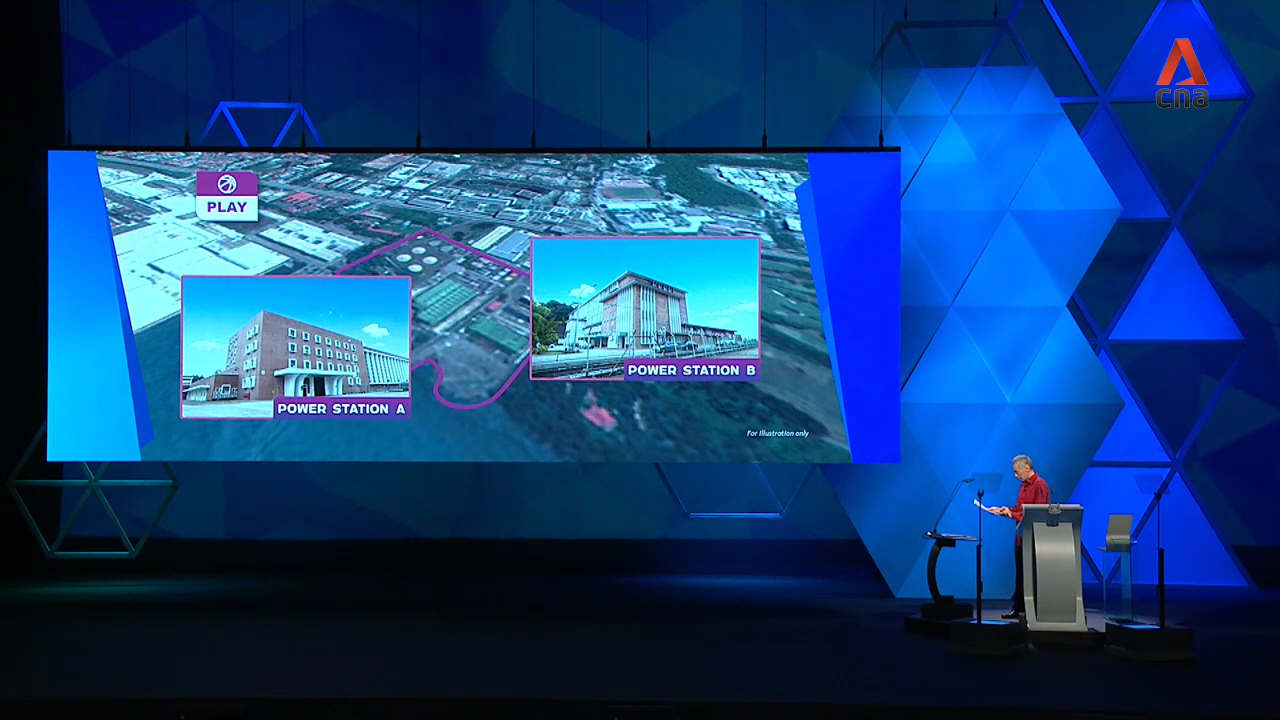 cna
PLAY
POWER STATION B
POWER STATION A
For Illustration only